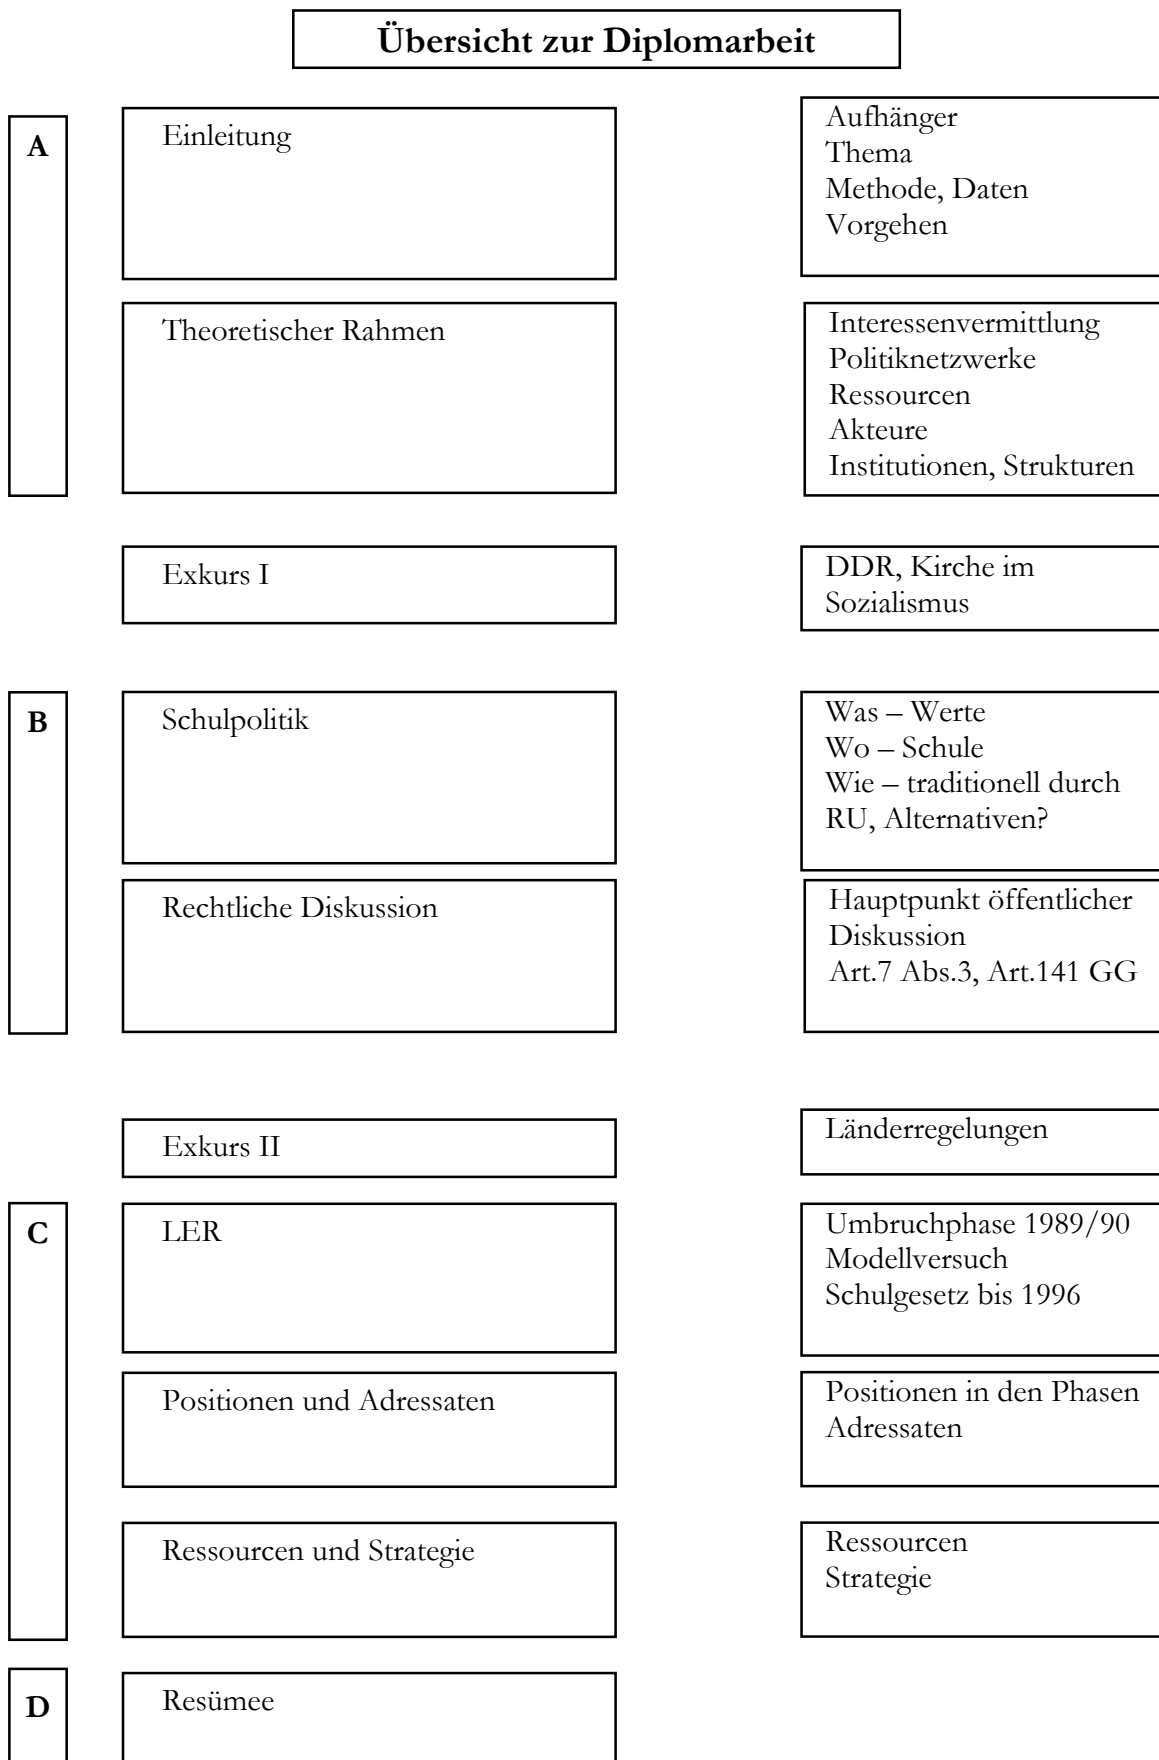 Übersicht zur Diplomarbeit
A
Einleitung
Aufhänger
Thema
Methode, Daten
Vorgehen
Theoretischer Rahmen
Interessenvermittlung
Politiknetzwerke
Ressourcen
Akteure
Institutionen, Strukturen
Exkurs I
DDR, Kirche im
Sozialismus
B
Schulpolitik
Was – Werte
Wo – Schule
Wie – traditionell durch
RU, Alternativen?
Rechtliche Diskussion
Hauptpunkt öffentlicher
Diskussion
Art.7 Abs.3, Art.141 GG
Exkurs II
Länderregelungen
C
LER
Umbruchphase 1989/90
Modellversuch
Schulgesetz bis 1996
Positionen und Adressaten
Positionen in den Phasen
Adressaten
Ressourcen und Strategie
Ressourcen
Strategie
D
Resümee